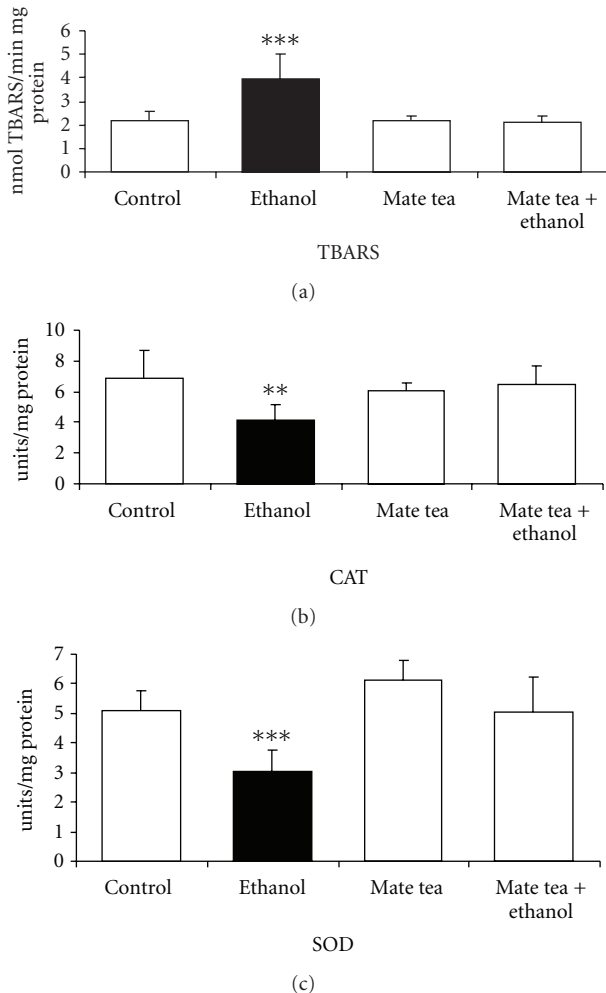 nmol TBARS/min mg
protein
6
5
4
3
2
1
0
***
Control Ethanol Mate tea Mate tea +
ethanol
TBARS
(a)
units/mg protein
10
8
6
4
2
0
**
Control Ethanol Mate tea Mate tea +
ethanol
CAT
(b)
units/mg protein
7
6
5
4
3
2
1
0
***
Control Ethanol Mate tea Mate tea +
ethanol
SOD
(c)